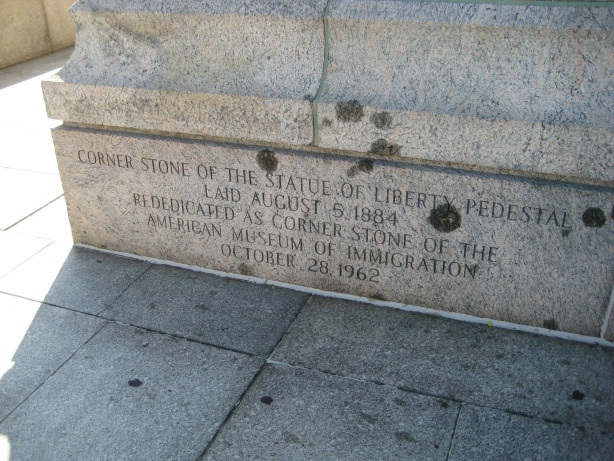 CORNER STONE OF THE STATUE OF LIBERTY PEDESTAL
LAID AUGUST 5, 1884
REDEDICATED AS CORNER STONE OF THE
AMERICAN MUSEUM OF IMMIGRATION
OCTOBER 28, 1962